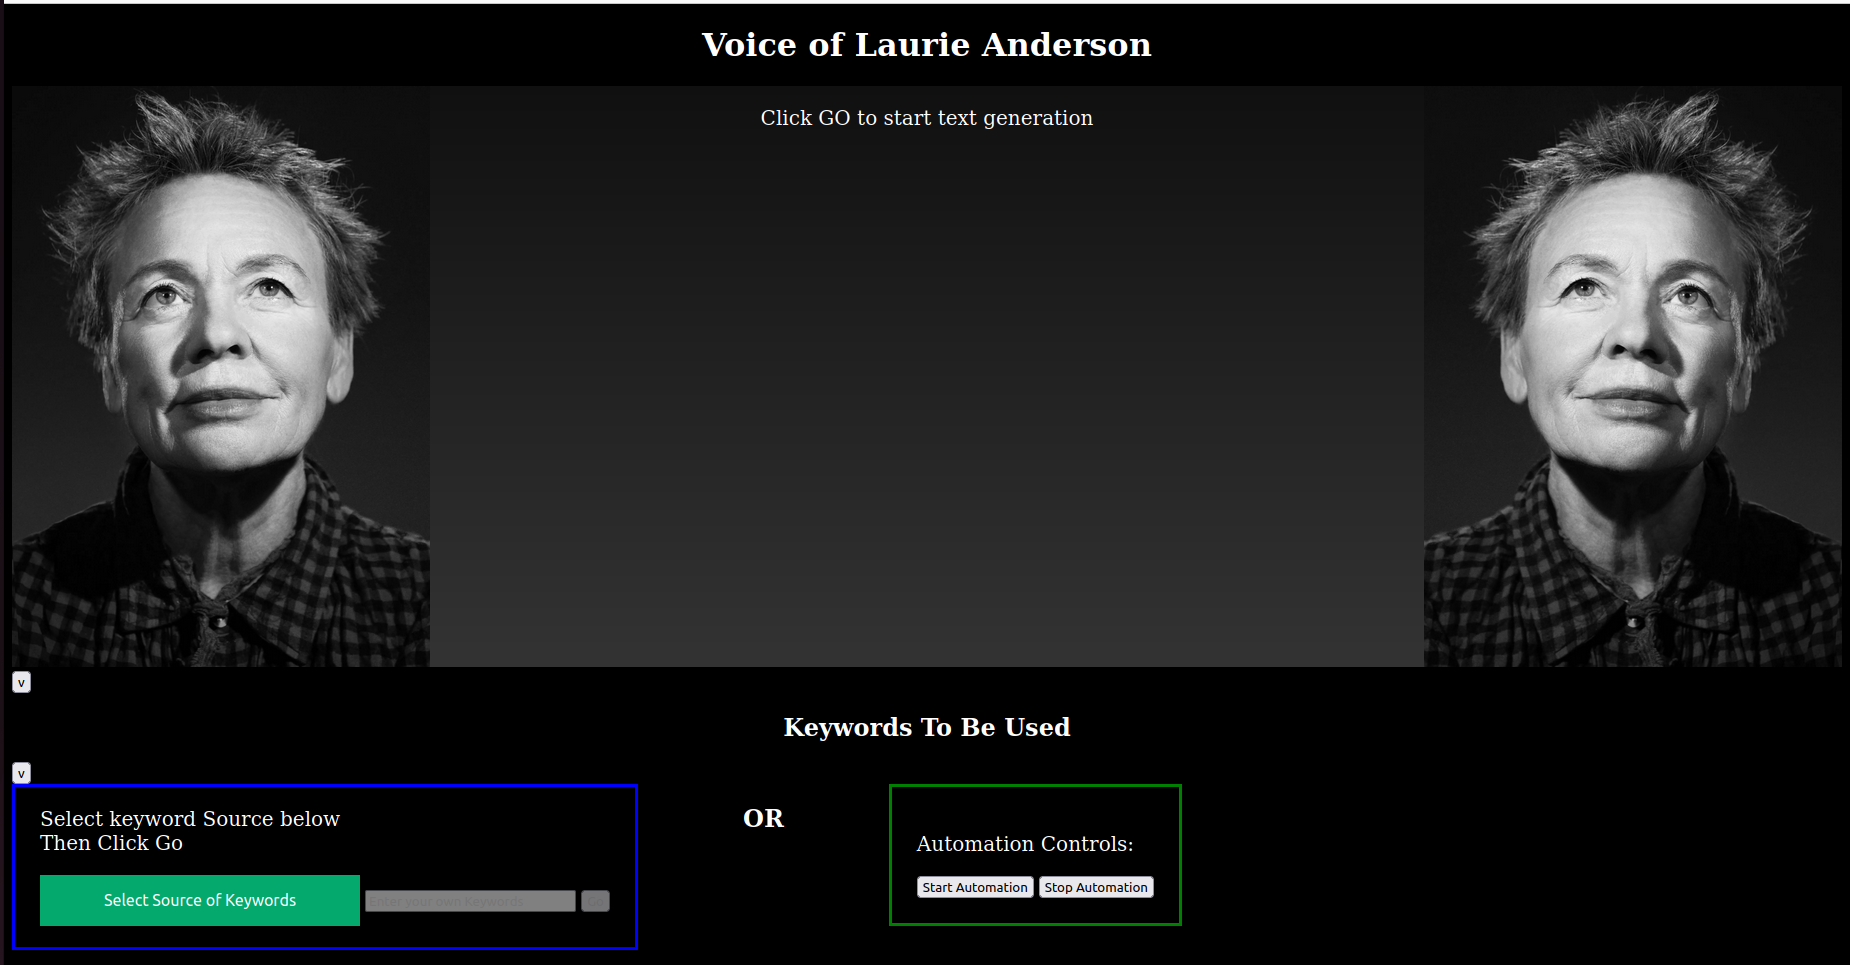 Voice of Laurie Anderson
Click GO to start text generation
v
Keywords To Be Used
v
Select keyword Source below
Then Click Go
OR
Automation Controls:
Select Source of Keywords
Enter your own Keywords
Go
Start Automation
Stop Automation